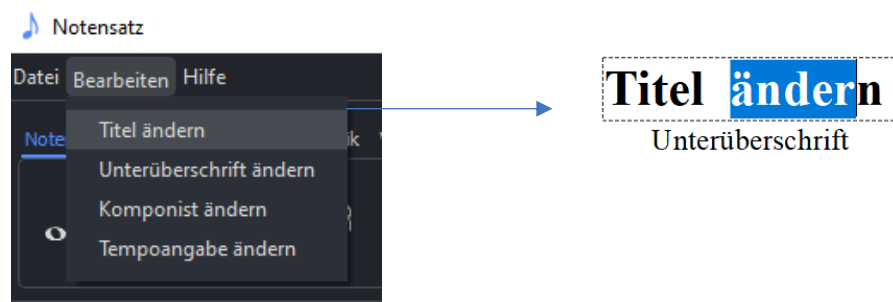 Notensatz
Datei Bearbeiten Hilfe
Titel ändern
Unterüberschrift ändern
Komponist ändern
Tempoangabe ändern
Titel ändern
Unterüberschrift